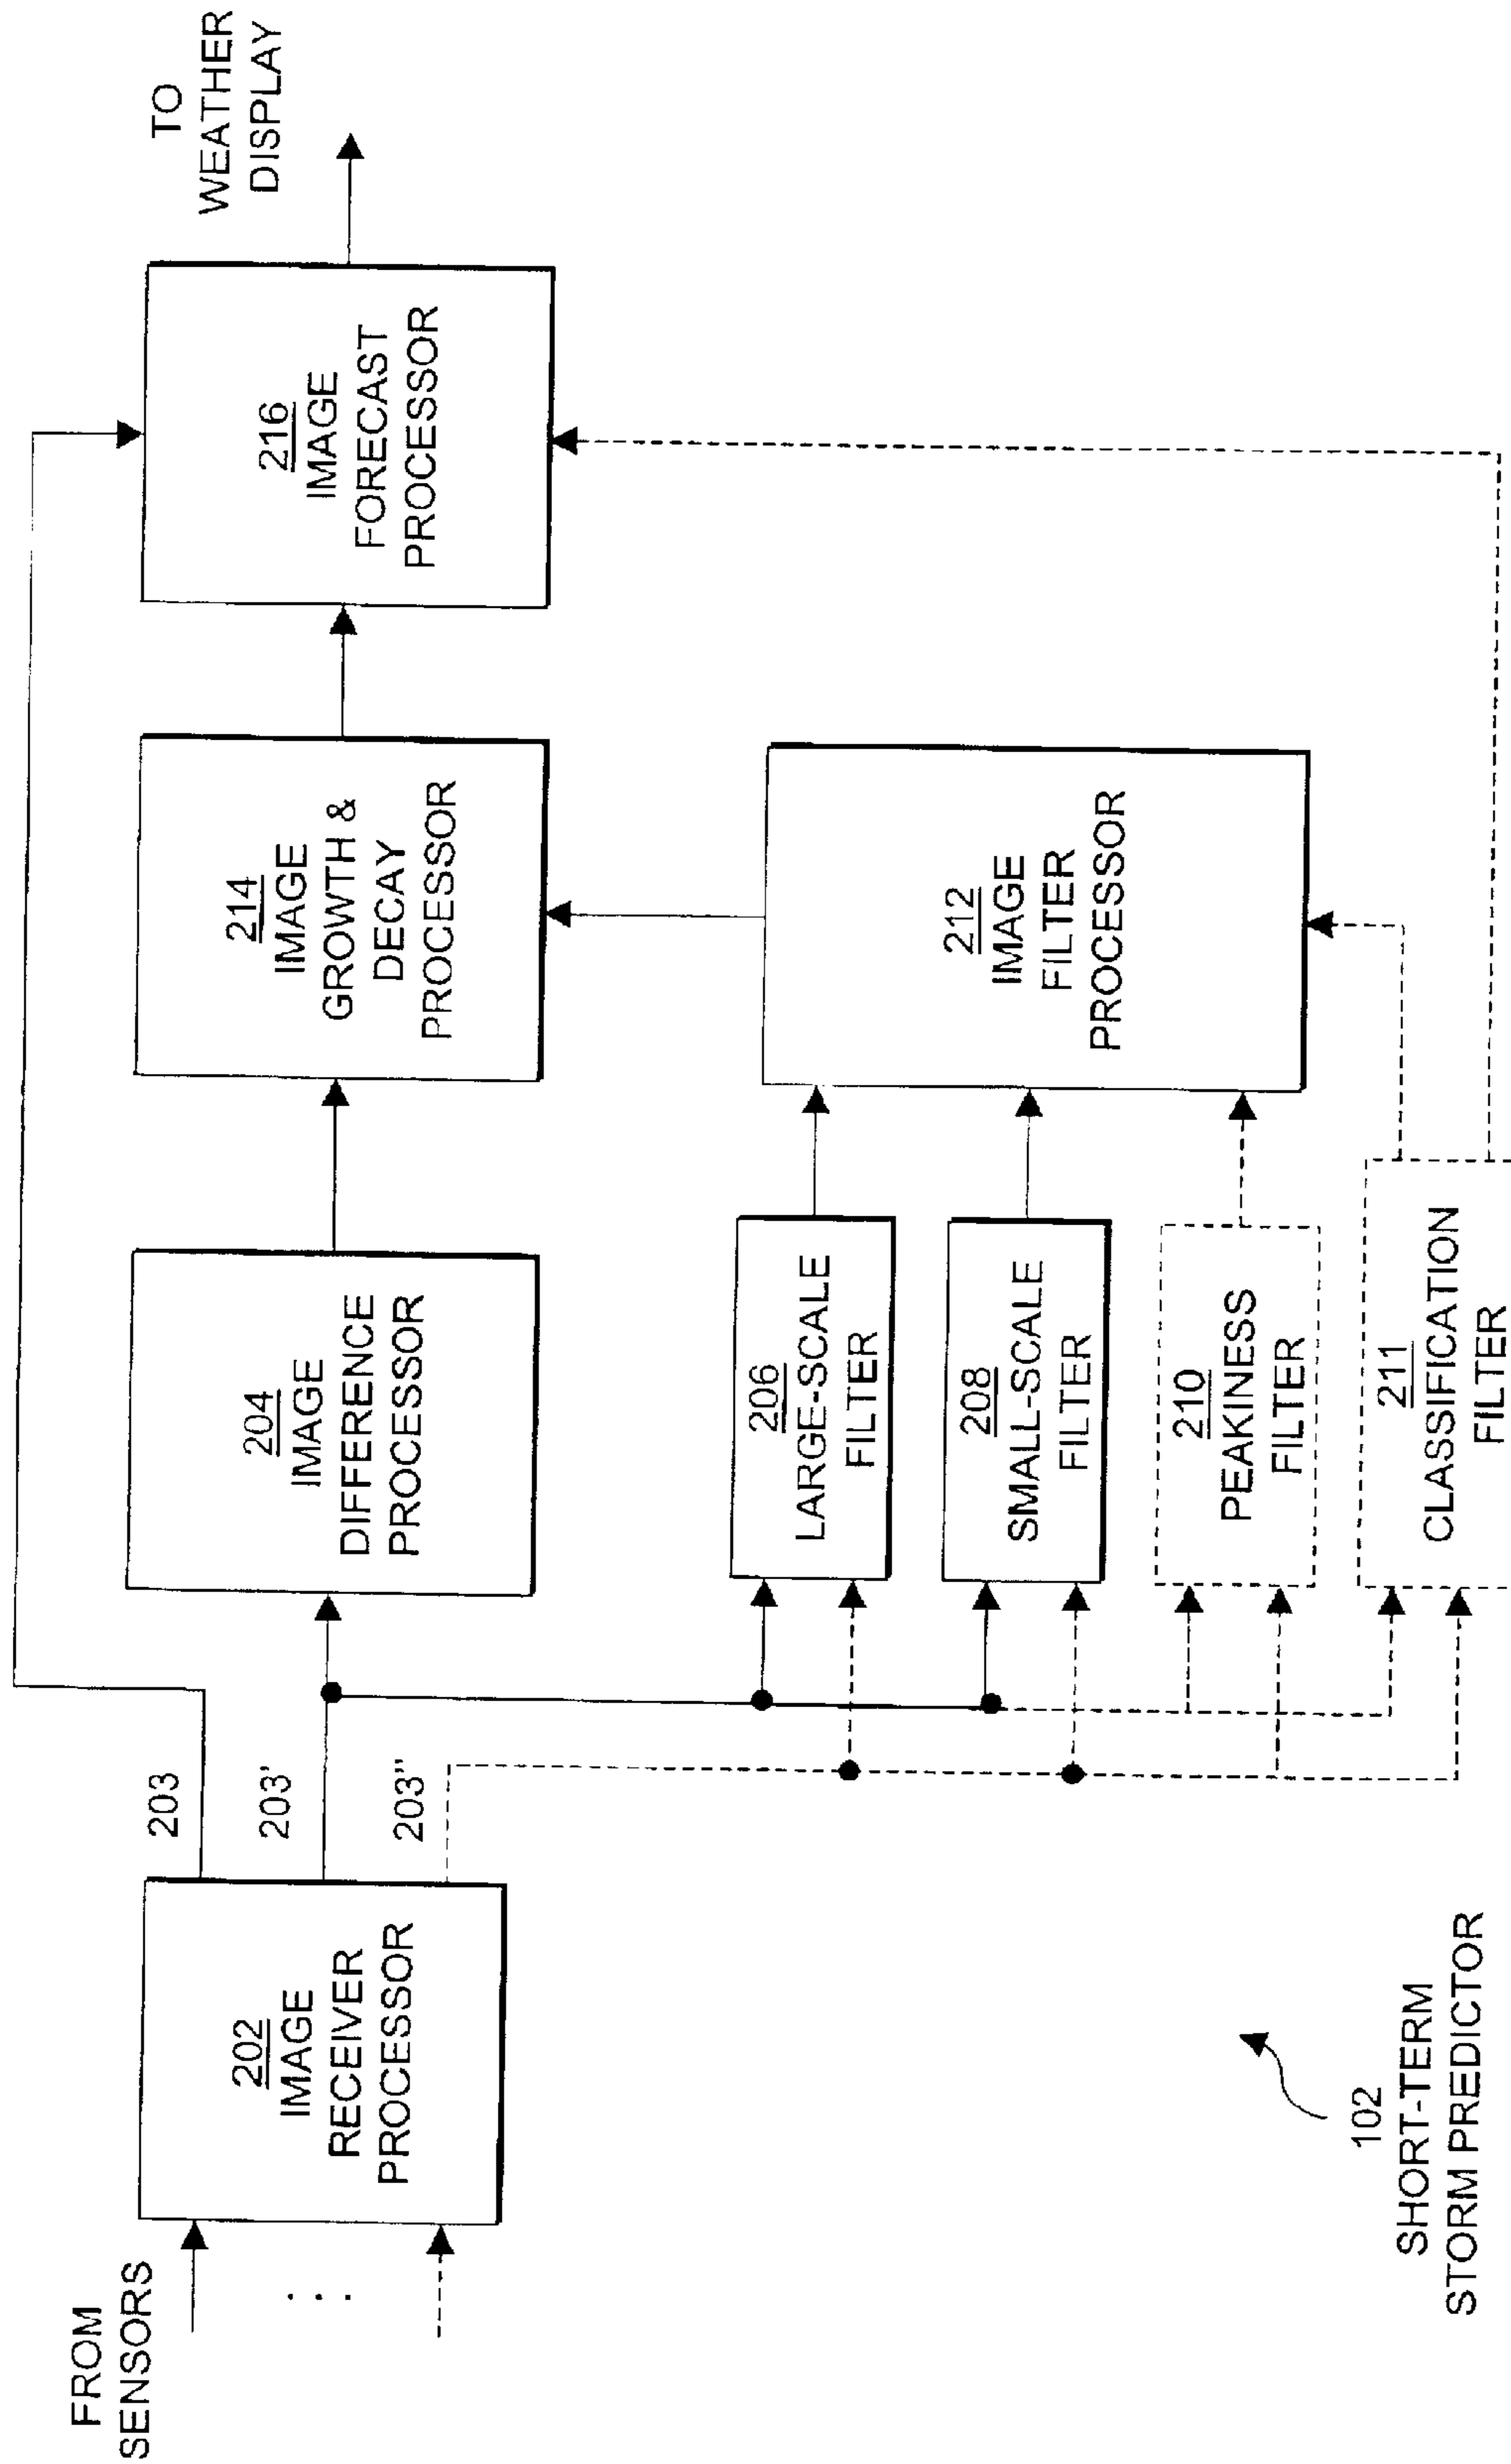 FROM
SENSORS
202
IMAGE
RECEIVER
PROCESSOR
203
203'
203"
204
IMAGE
DIFFERENCE
PROCESSOR
214
IMAGE
GROWTH &
DECAY
PROCESSOR
216
IMAGE
FORECAST
PROCESSOR
TO
WEATHER
DISPLAY
206
LARGE-SCALE
FILTER
208
SMALL-SCALE
FILTER
210
PEAKINESS
FILTER
211
CLASSIFICATION
FILTER
212
IMAGE
FILTER
PROCESSOR
102
SHORT-TERM
STORM PREDICTOR